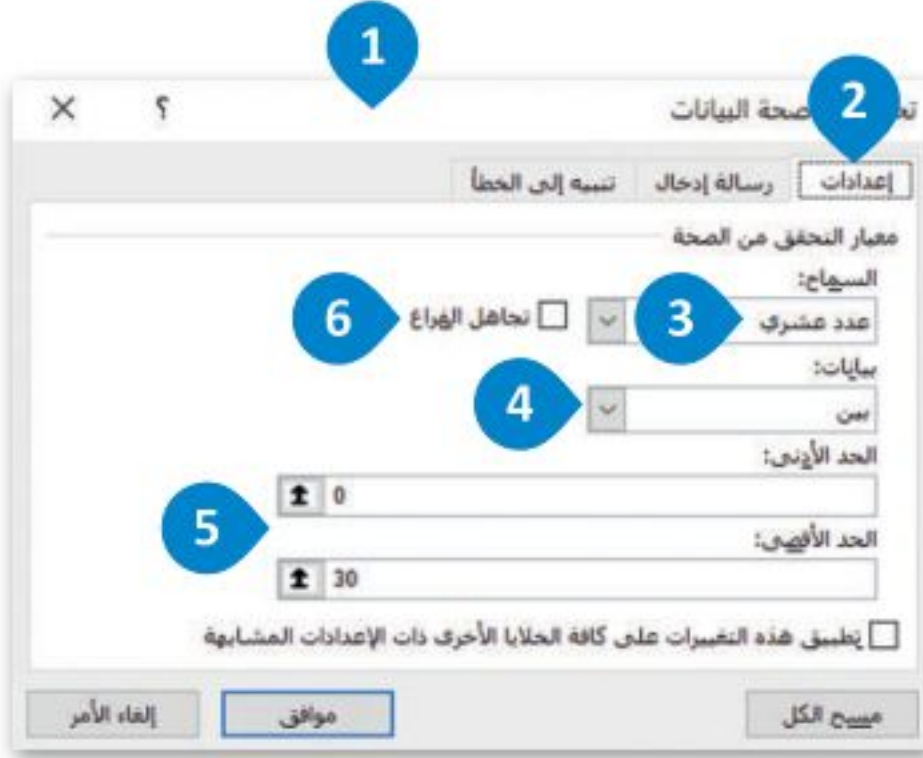 1
2
صحة البيانات ؟ ×
إعدادات رسالة إدخال تنبيه إلى الخطأ
معيار التحقق من الصحة
السماح:
عدد عشري 3 تجاهل الفراغ 6
بيانات:
بين 4
الحد الأدنى:
0
5
الحد الأقصى:
30
تطبيق هذه التغييرات على كافة الخلايا الأخرى ذات الإعدادات المشابهة
مسح الكل موافق إلغاء الأمر